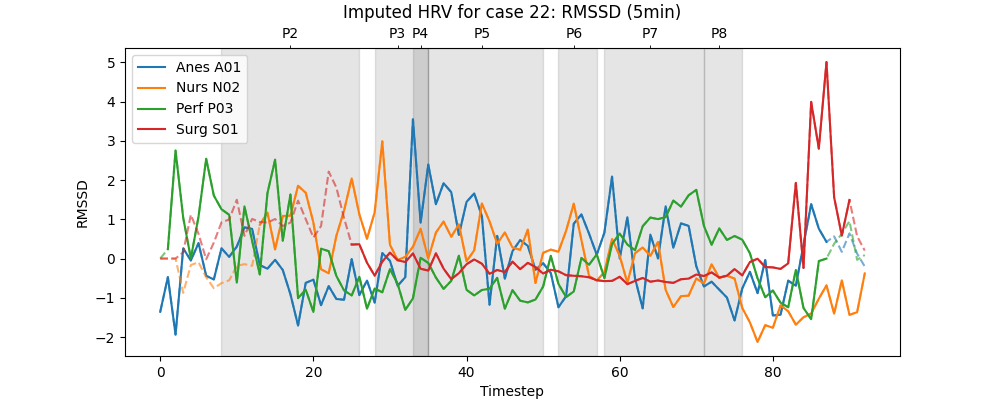 Imputed HRV for case 22: RMSSD (5min)
P2 P3 P4 P5 P6 P7 P8
Anes A01
Nurs N02
Perf P03
Surg S01
5
4
3
2
1
0
−1
−2
RMSSD
0 20 40 60 80
Timestep